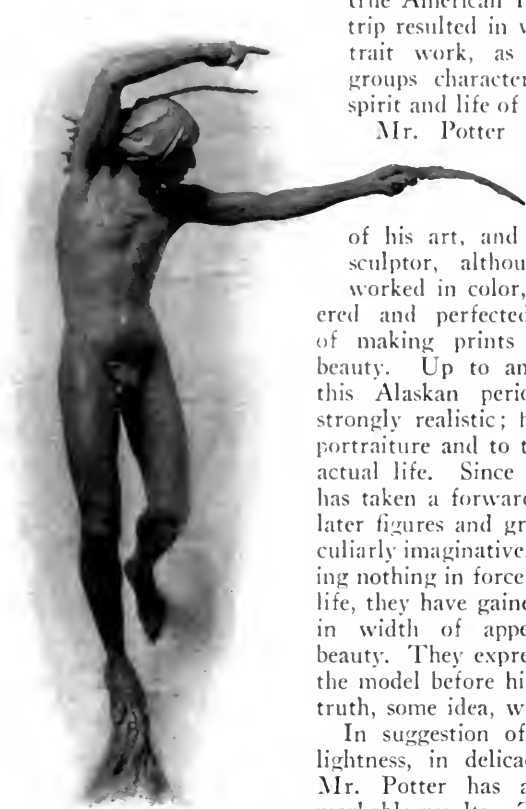 true American I
trip resulted in v
trait work, as
groups character
spirit and life of
Mr. Potter
of his art, and
sculptor, althou
worked in color,
ered and perfected
of making prints
beauty. Up to an
this Alaskan perio
strongly realistic; h
portraiture and to t
actual life. Since
has taken a forward
later figures and gr
culiarly imaginative.
ing nothing in force
life, they have gaine
in width of appe
beauty. They expre
the model before hi
truth, some idea, w
In suggestion of
lightness, in delica
Mr. Potter has a